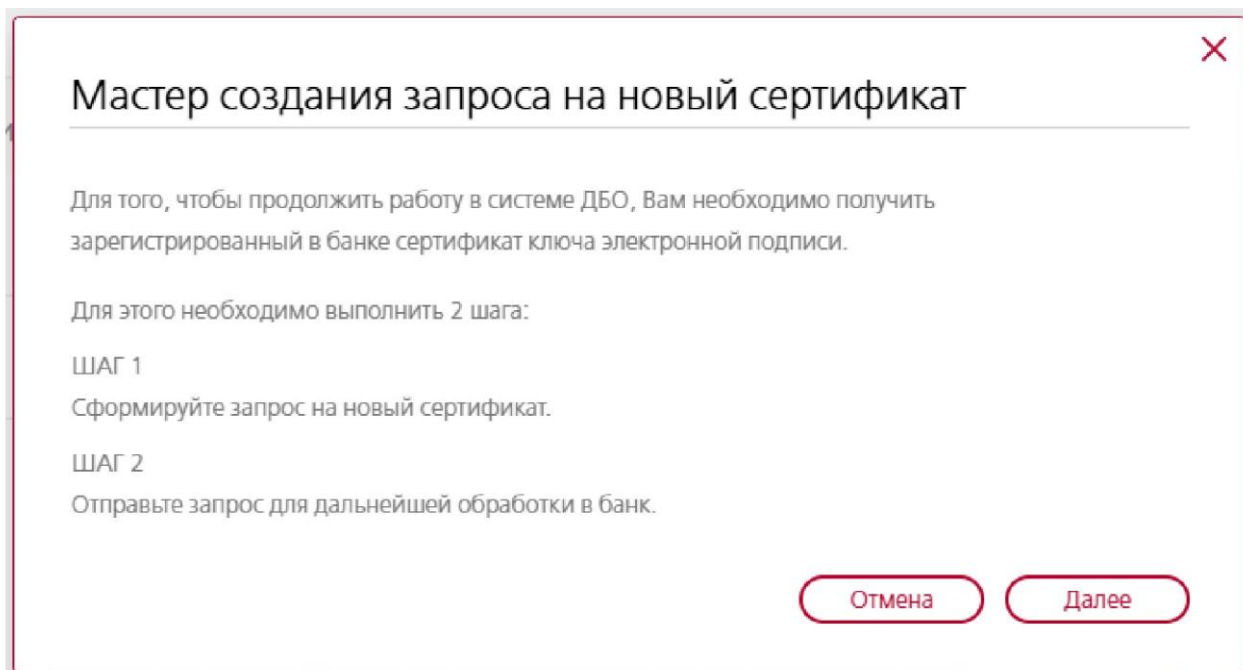 Мастер создания запроса на новый сертификат
Для того, чтобы продолжить работу в системе ДБО, Вам необходимо получить
зарегистрированный в банке сертификат ключа электронной подписи.
Для этого необходимо выполнить 2 шага:
ШАГ 1
Сформируйте запрос на новый сертификат.
ШАГ 2
Отправьте запрос для дальнейшей обработки в банк.
Отмена Далее